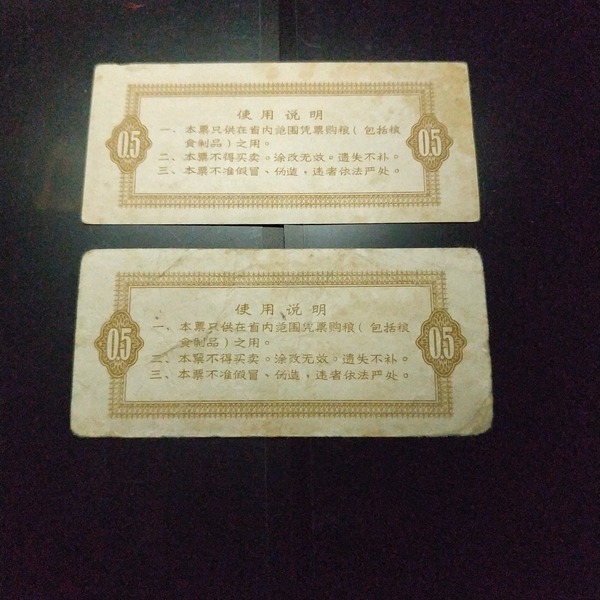 使用说明
一、本票只供在省内范围凭票购粮（包括粮
食制品）之用。
二、本票不得买卖。涂改无效。遗失不补。
三、本票不准假冒、伪造，违者依法严处。
0.5
0.5
使用说明
一、本票只供在省内范围凭票购粮（包括粮
食制品）之用。
二、本票不得买卖。涂改无效。遗失不补。
三、本票不准假冒、伪造，违者依法严处。
0.5
0.5